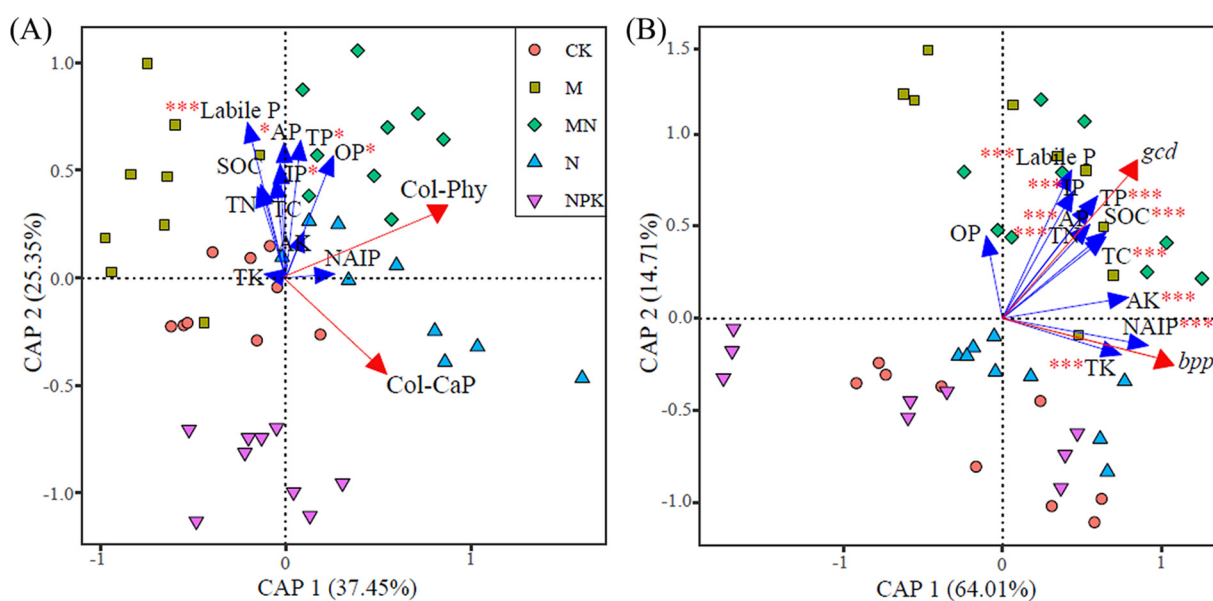 (A)
1.0
0.5
0.0
-0.5
-1.0
CAP 2 (25.35%)
-1
0
1
CAP 1 (37.45%)
CK
M
MN
N
NPK
***Labile P
*AP
TP*
OP*
SOC
IP*
Col-Phy
TN
TC
AK
NAIP
TK
Col-CaP
(B)
1.5
1.0
0.5
0.0
-0.5
-1.0
CAP 2 (14.71%)
-1
0
1
CAP 1 (64.01%)
gcd
***Labile P
***IP
TP***
***AP
SOC***
OP
***TN
TC***
AK***
NAIP***
***TK
bpp